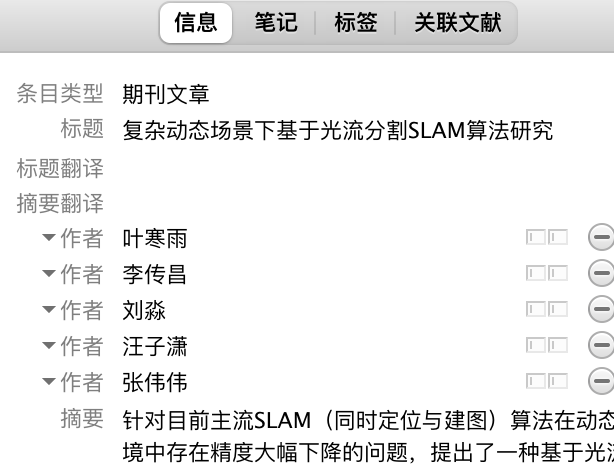 信息 笔记 标签 关联文献
条目类型 期刊文章
标题 复杂动态场景下基于光流分割SLAM算法研究
标题翻译
摘要翻译
作者 叶寒雨
作者 李传昌
作者 刘淼
作者 汪子潇
作者 张伟伟
摘要 针对目前主流SLAM（同时定位与建图）算法在动态
境中存在精度大幅下降的问题，提出了一种基于光流